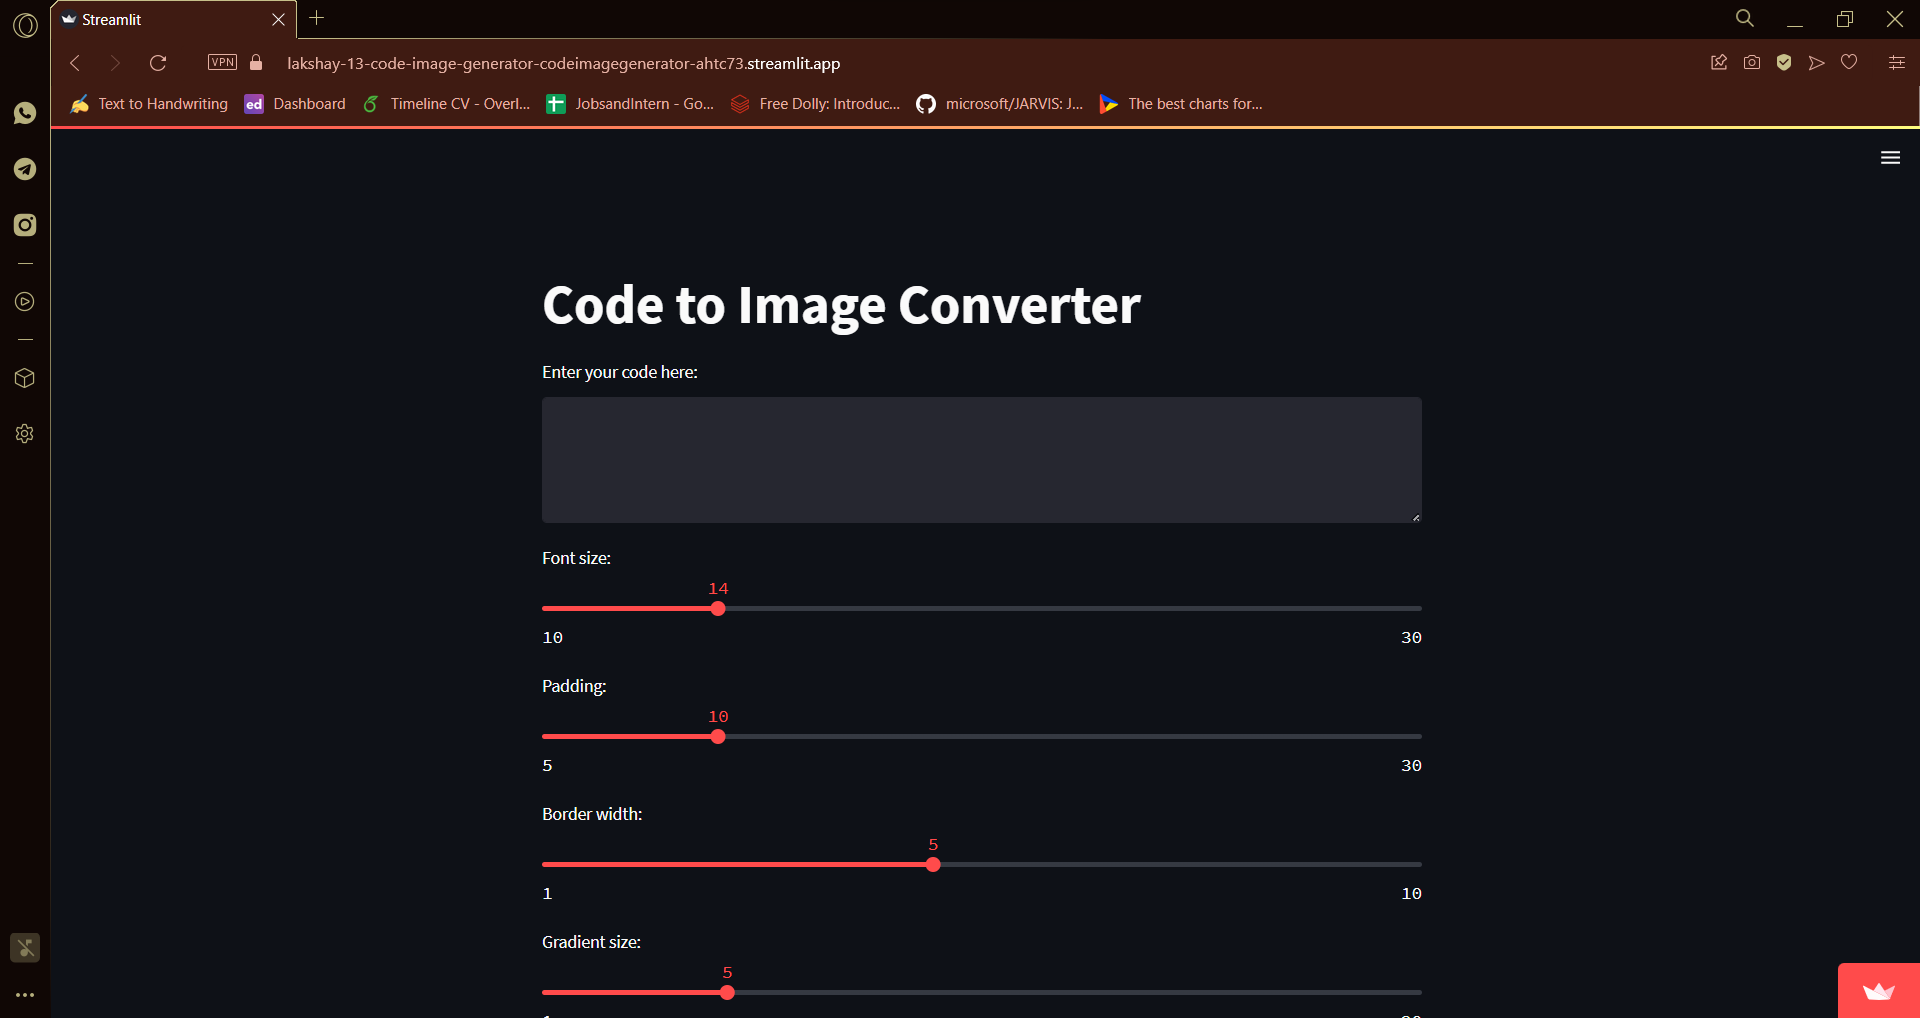 Streamlit
VPN
lakshay-13-code-image-generator-codeimagegenerator-ahtc73.streamlit.app
Text to Handwriting
ed Dashboard
Timeline CV - Overl...
JobsandIntern - Go...
Free Dolly: Introduc...
microsoft/JARVIS: J...
The best charts for...
Code to Image Converter
Enter your code here:
Font size:
14
10 30
Padding:
10
5 30
Border width:
5
1 10
Gradient size:
5